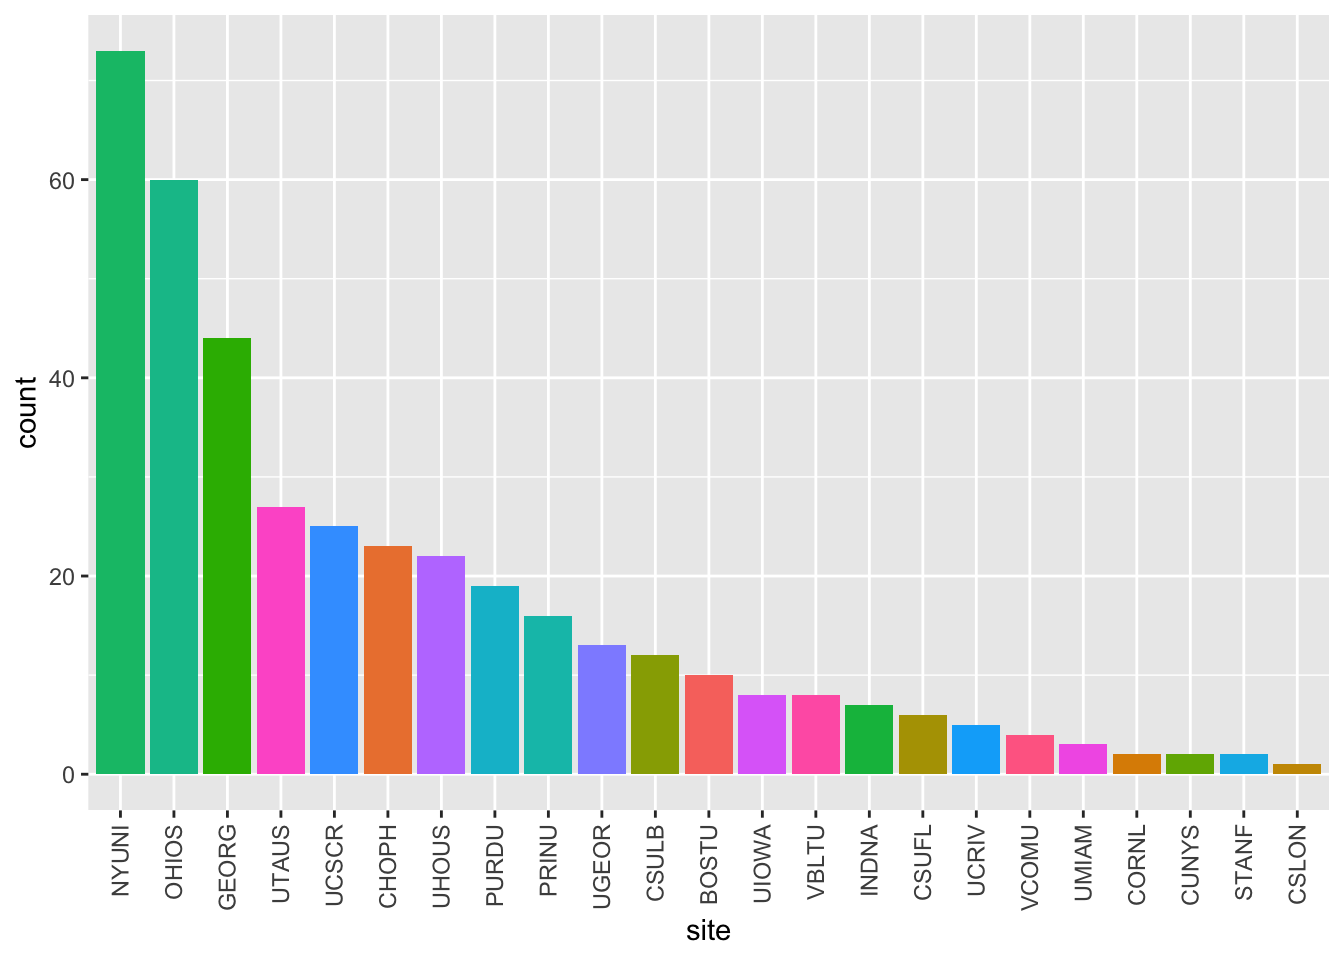 count
60
40
20
0
NYUNI
OHIOS
GEORG
UTAUS
UCSCR
CHOPH
UHOUS
PURDU
PRINU
UGEOR
CSULB
BOSTU
UIOWA
VBLTU
INDNA
CSUFL
UCRIV
VCOMU
UMIAM
CORNL
CUNYS
STANF
CSLON
site